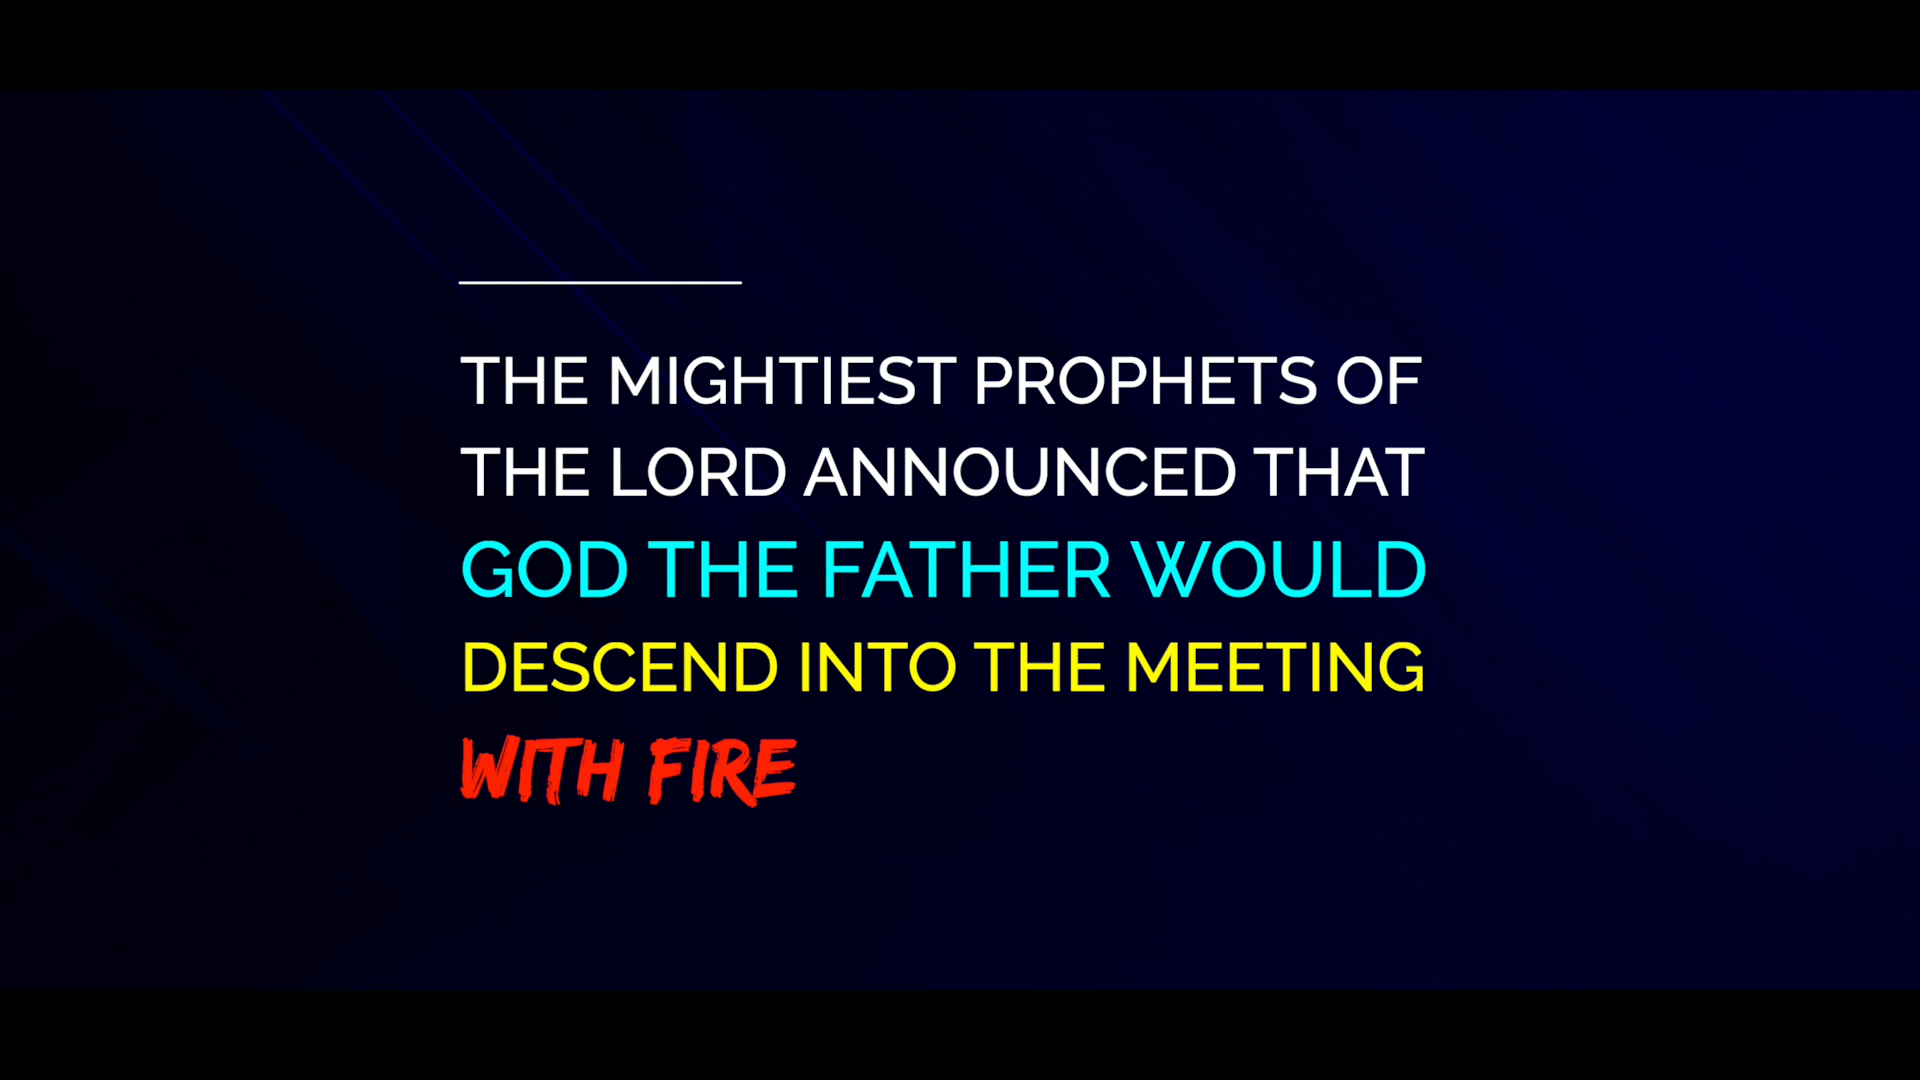 THE MIGHTIEST PROPHETS OF
THE LORD ANNOUNCED THAT
GOD THE FATHER WOULD
DESCEND INTO THE MEETING
WITH FIRE